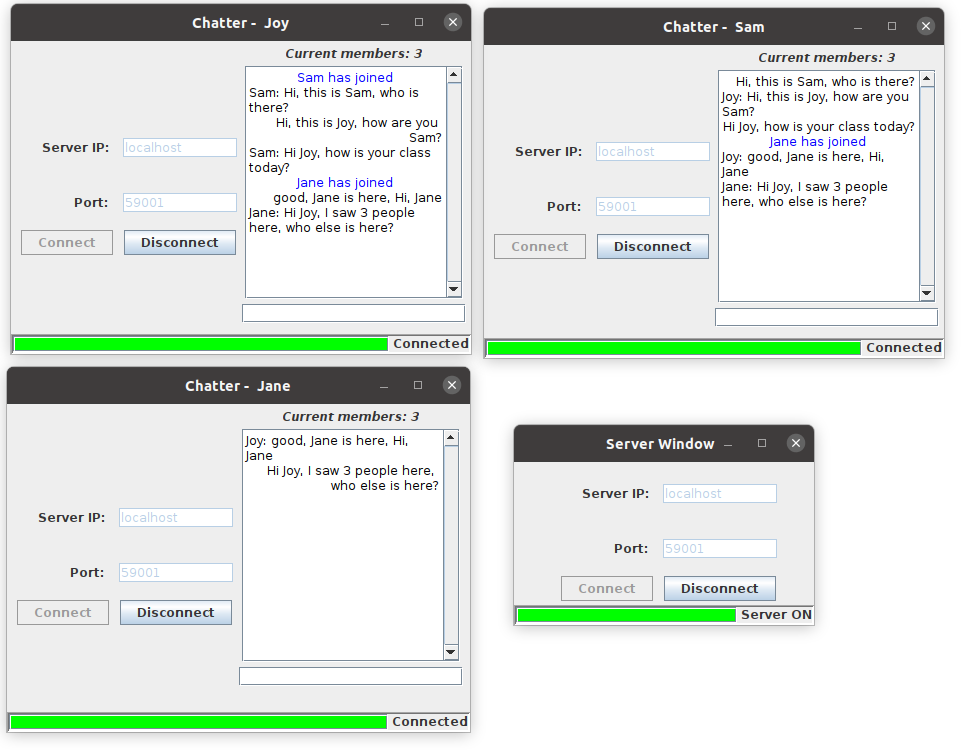 Chatter - Joy
Current members: 3
Sam has joined
Sam: Hi, this is Sam, who is
there?
Hi, this is Joy, how are you
Sam?
Sam: Hi Joy, how is your class
today?
Jane has joined
good, Jane is here, Hi, Jane
Jane: Hi Joy, I saw 3 people
here, who else is here?
Server IP: localhost
Port: 59001
Connect Disconnect
Connected
Chatter - Sam
Current members: 3
Hi, this is Sam, who is there?
Joy: Hi, this is Joy, how are you
Sam?
Hi Joy, how is your class today?
Jane has joined
Joy: good, Jane is here, Hi,
Jane
Jane: Hi Joy, I saw 3 people
here, who else is here?
Server IP: localhost
Port: 59001
Connect Disconnect
Connected
Chatter - Jane
Current members: 3
Joy: good, Jane is here, Hi,
Jane
Hi Joy, I saw 3 people here,
who else is here?
Server IP: localhost
Port: 59001
Connect Disconnect
Connected
Server Window
Server IP: localhost
Port: 59001
Connect Disconnect
Server ON